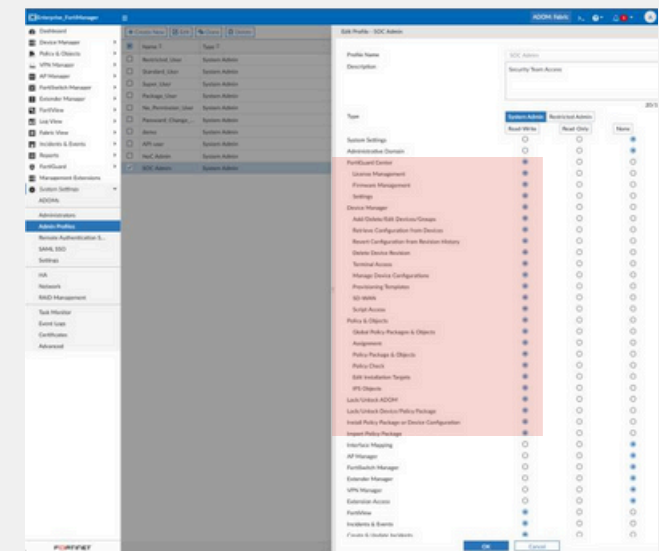 Enterprise_FortiManager
ADOM: Fabric
Dashboard
Device Manager
Policy & Objects
VPN Manager
AP Manager
FortiSwitch Manager
Extender Manager
FortiView
Log View
Fabric View
Incidents & Events
Reports
FortiGuard
Management Extensions
System Settings
ADOMs
Administrators
Admin Profiles
Remote Authentication S...
SAML SSO
Settings
HA
Network
RAID Management
Task Monitor
Event Logs
Certificates
Advanced
FORTINET
+ Create New Edit Clone Delete
Name Type
Restricted_User System Admin
Standard_User System Admin
Super_User System Admin
Package_User System Admin
No_Permission_User System Admin
Password_Change_... System Admin
demo System Admin
API user System Admin
NoC Admin System Admin
SOC Admin System Admin
Edit Profile - SOC Admin
Profile Name SOC Admin
Description Security Team Access
Type System Admin Restricted Admin
Read-Write Read-Only None
System Settings
Administrative Domain
FortiGuard Center
License Management
Firmware Management
Settings
Device Manager
Add/Delete/Edit Devices/Groups
Retrieve Configuration from Devices
Revert Configuration from Revision History
Delete Device Revision
Terminal Access
Manage Device Configurations
Provisioning Templates
SD-WAN
Script Access
Policy & Objects
Global Policy Packages & Objects
Assignment
Policy Package & Objects
Policy Check
Edit Installation Targets
IPS Objects
Lock/Unlock ADOM
Lock/Unlock Device/Policy Package
Install Policy Package or Device Configuration
Import Policy Package
Interface Mapping
AP Manager
FortiSwitch Manager
Extender Manager
VPN Manager
Extension Access
FortiView
Incidents & Events
Create & Update Incidents
OK Cancel